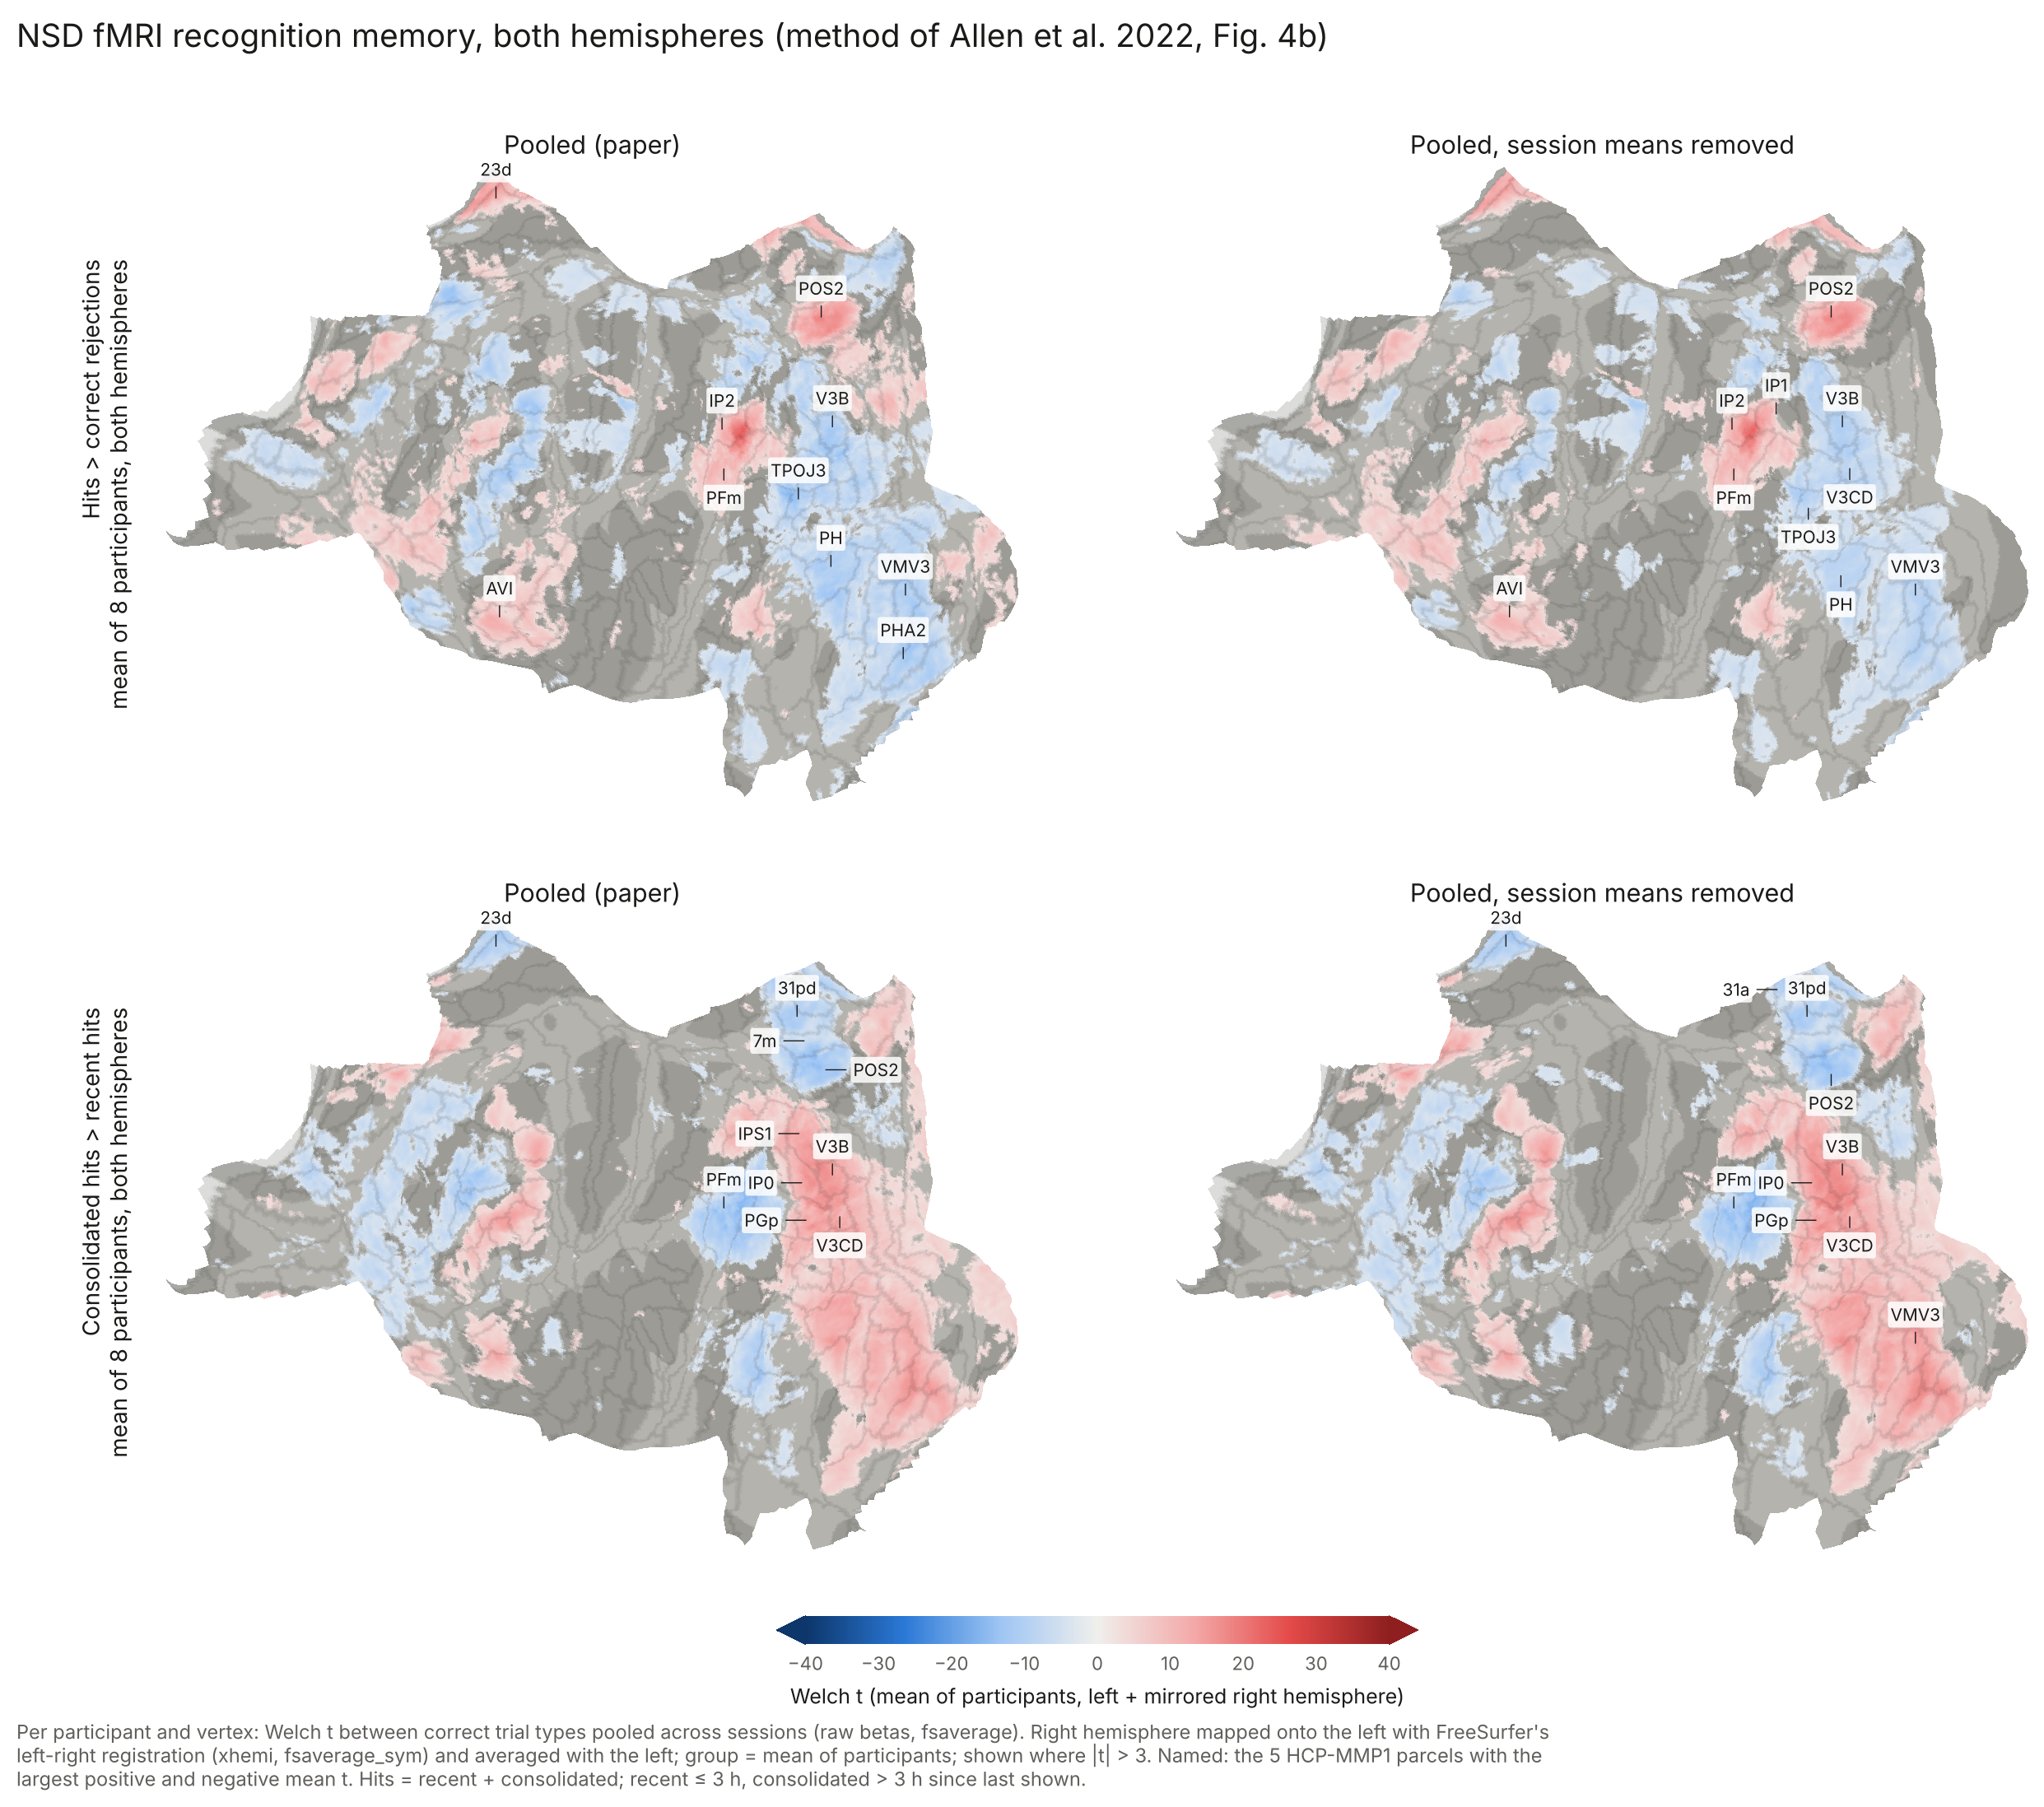 NSD fMRI recognition memory, both hemispheres (method of Allen et al. 2022, Fig. 4b)
Hits > correct rejections
mean of 8 participants, both hemispheres
Pooled (paper)
23d
POS2
IP2
V3B
TPOJ3
PFm
PH
VMV3
AVI
PHA2
Pooled, session means removed
POS2
IP1
IP2
V3B
PFm
V3CD
TPOJ3
VMV3
AVI
PH
Consolidated hits > recent hits
mean of 8 participants, both hemispheres
Pooled (paper)
23d
31pd
7m
POS2
IPS1
V3B
PFm
IP0
PGp
V3CD
Pooled, session means removed
23d
31a
31pd
POS2
V3B
PFm
IP0
PGp
V3CD
VMV3
−40 −30 −20 −10 0 10 20 30 40
Welch t (mean of participants, left + mirrored right hemisphere)
Per participant and vertex: Welch t between correct trial types pooled across sessions (raw betas, fsaverage). Right hemisphere mapped onto the left with FreeSurfer's
left-right registration (xhemi, fsaverage_sym) and averaged with the left; group = mean of participants; shown where |t| > 3. Named: the 5 HCP-MMP1 parcels with the
largest positive and negative mean t. Hits = recent + consolidated; recent ≤ 3 h, consolidated > 3 h since last shown.